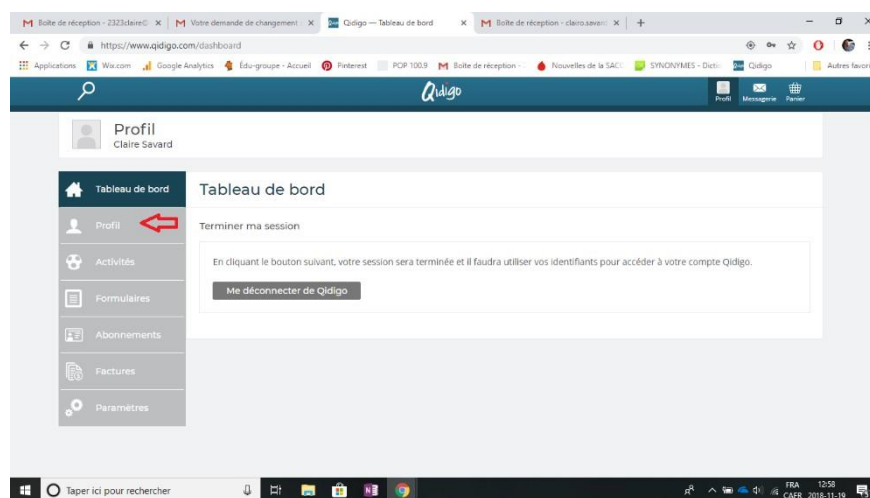 Boîte de réception - 2323claire
Votre demande de changement
Qidigo — Tableau de bord
Boîte de réception - claire.savard
https://www.qidigo.com/dashboard
Applications Wix.com Google Analytics Édu-groupe - Accueil Pinterest POP 100.9 Boîte de réception - Nouvelles de la SAC SYNONYMES - Dictio Qidigo Autres favoris
Qidigo
Profil Messagerie Panier
Profil
Claire Savard
Tableau de bord
Profil
Activités
Formulaires
Abonnements
Factures
Paramètres
Tableau de bord
Terminer ma session
En cliquant le bouton suivant, votre session sera terminée et il faudra utiliser vos identifiants pour accéder à votre compte Qidigo.
Me déconnecter de Qidigo
Taper ici pour rechercher
FRA 12:58
CAFR 2018-11-19